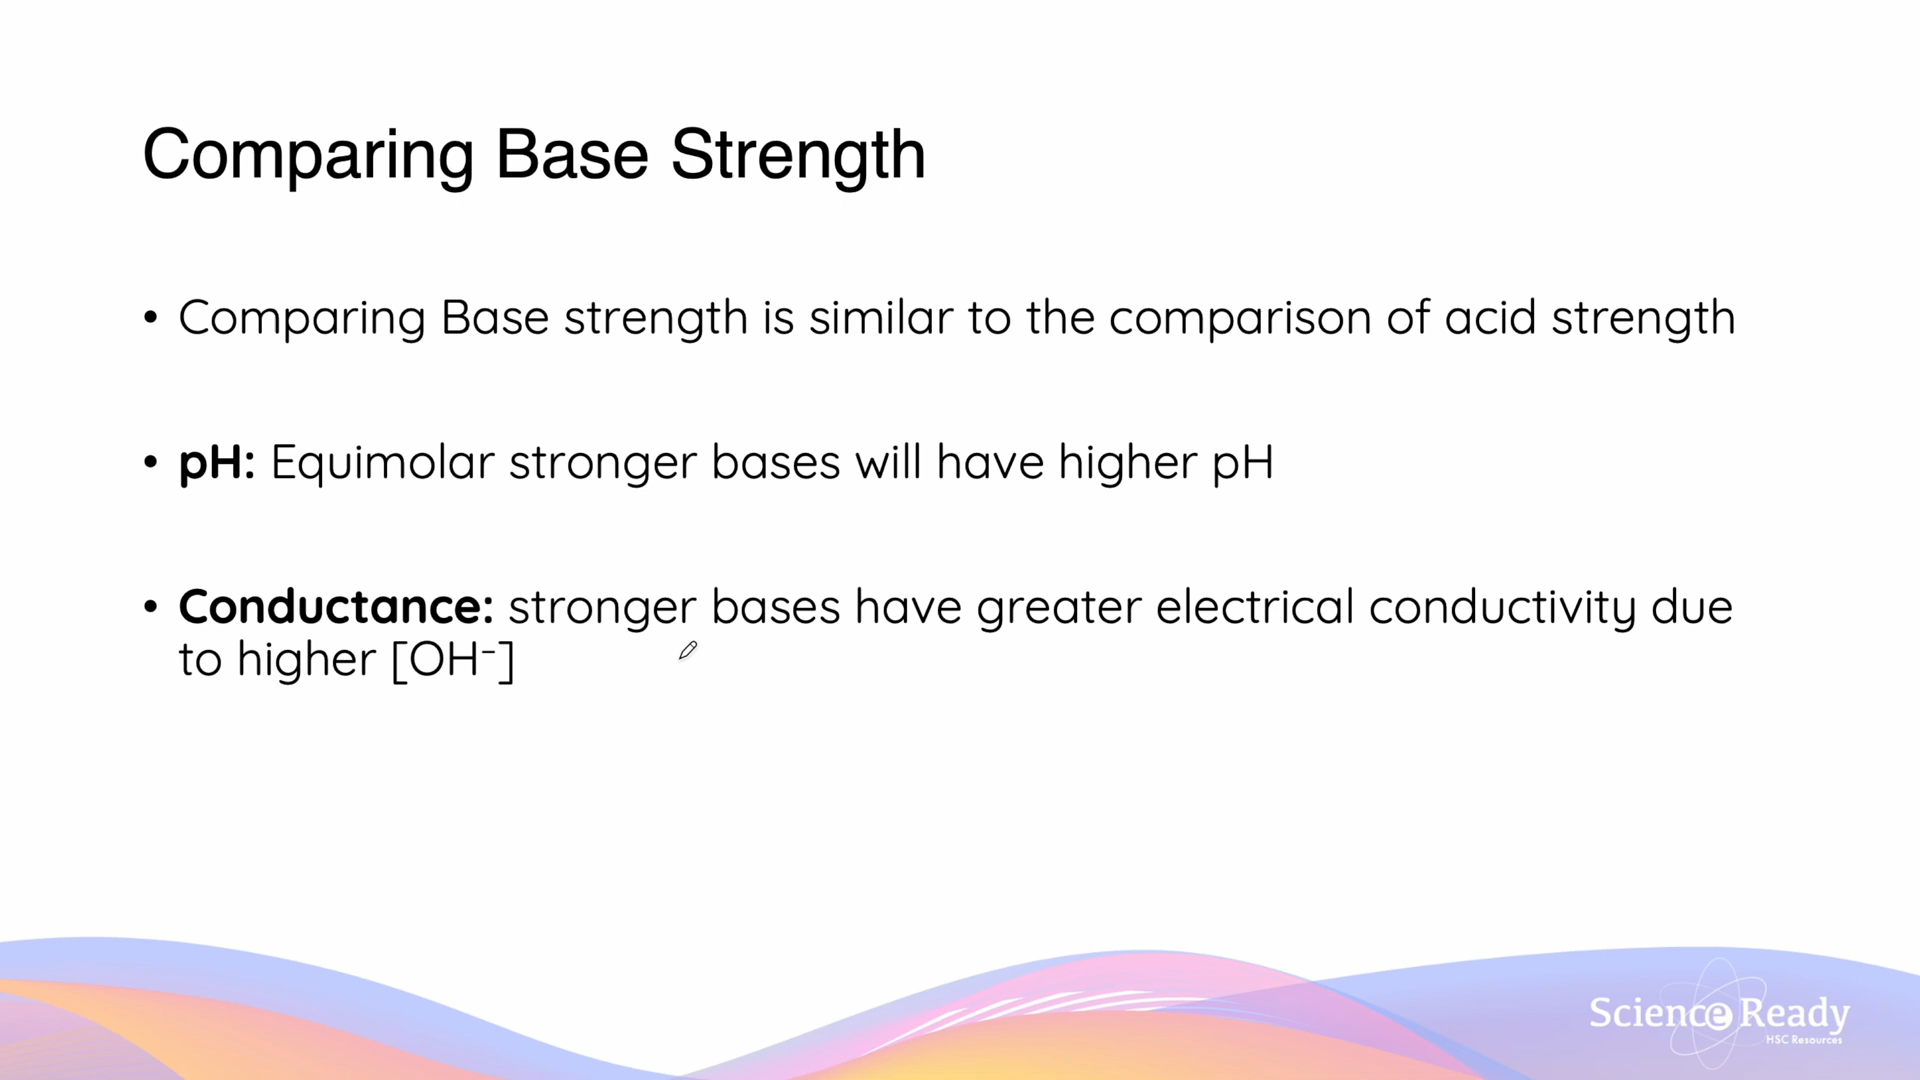 Comparing Base Strength
• Comparing Base strength is similar to the comparison of acid strength
• pH: Equimolar stronger bases will have higher pH
• Conductance: stronger bases have greater electrical conductivity due
to higher [OH⁻]
Science Ready
HSC Resources